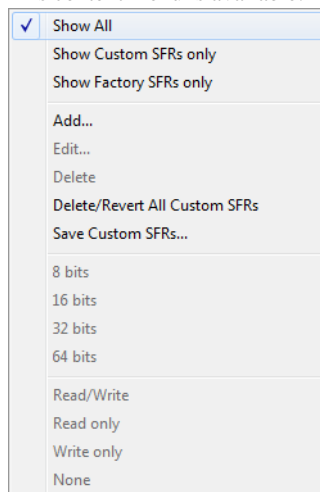 Show All
Show Custom SFRs only
Show Factory SFRs only
Add...
Edit...
Delete
Delete/Revert All Custom SFRs
Save Custom SFRs...
8 bits
16 bits
32 bits
64 bits
Read/Write
Read only
Write only
None